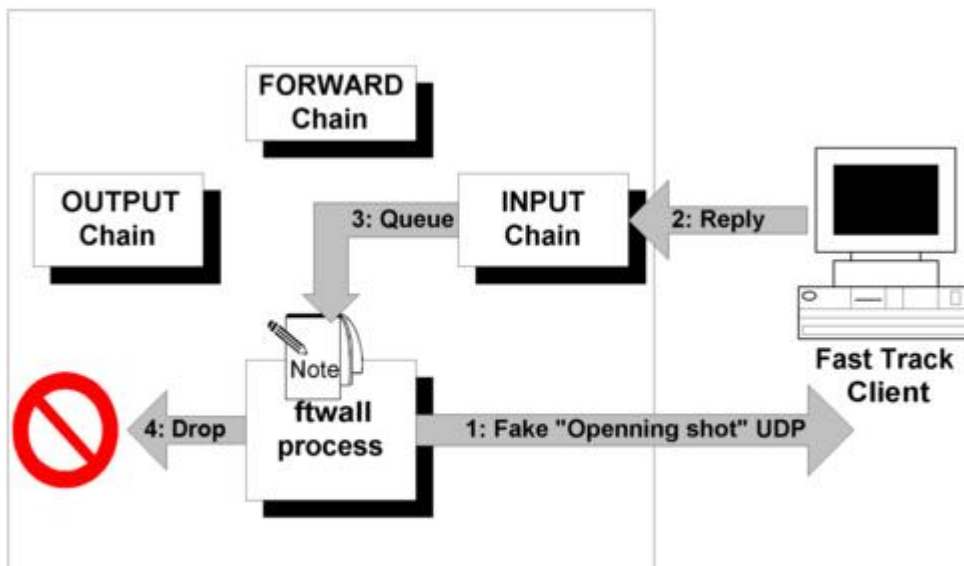 FORWARD
Chain
OUTPUT
Chain
3: Queue
INPUT
Chain
2: Reply
Note
Fast Track
Client
4: Drop
ftwall
process
1: Fake "Openning shot" UDP